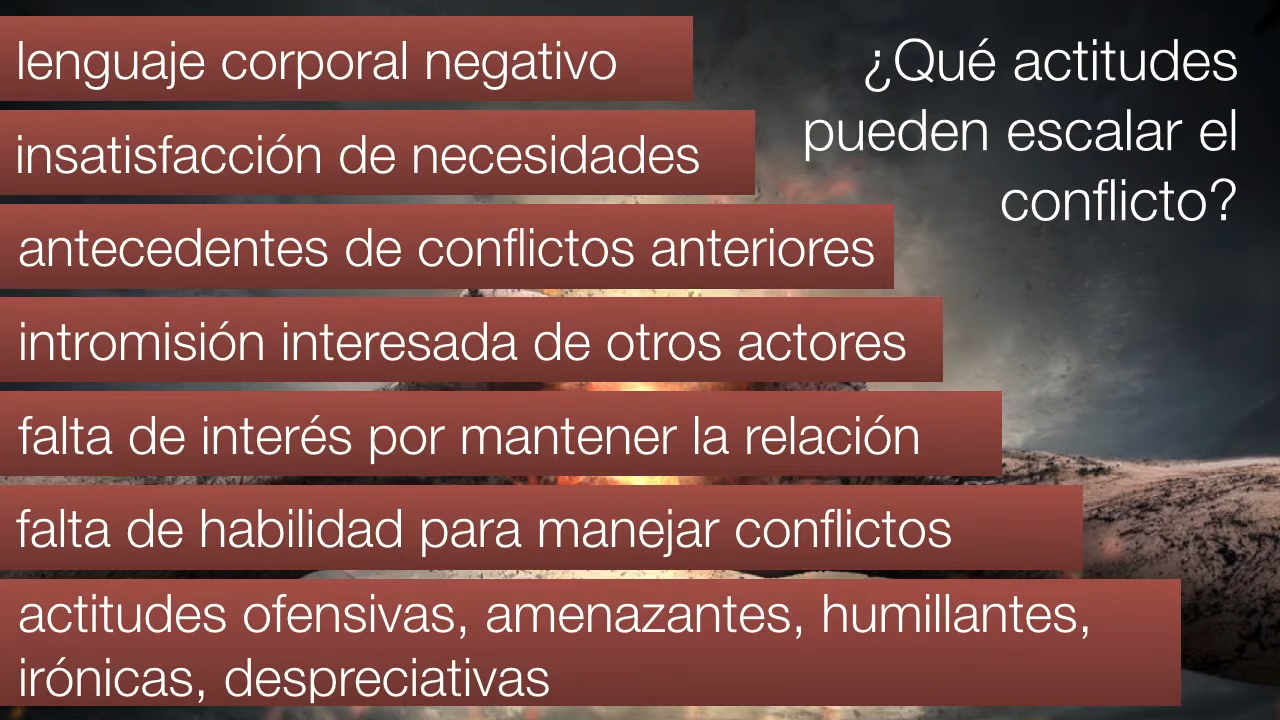 ¿Qué actitudes
pueden escalar el
conflicto?
lenguaje corporal negativo
insatisfacción de necesidades
antecedentes de conflictos anteriores
intromisión interesada de otros actores
falta de interés por mantener la relación
falta de habilidad para manejar conflictos
actitudes ofensivas, amenazantes, humillantes,
irónicas, despreciativas